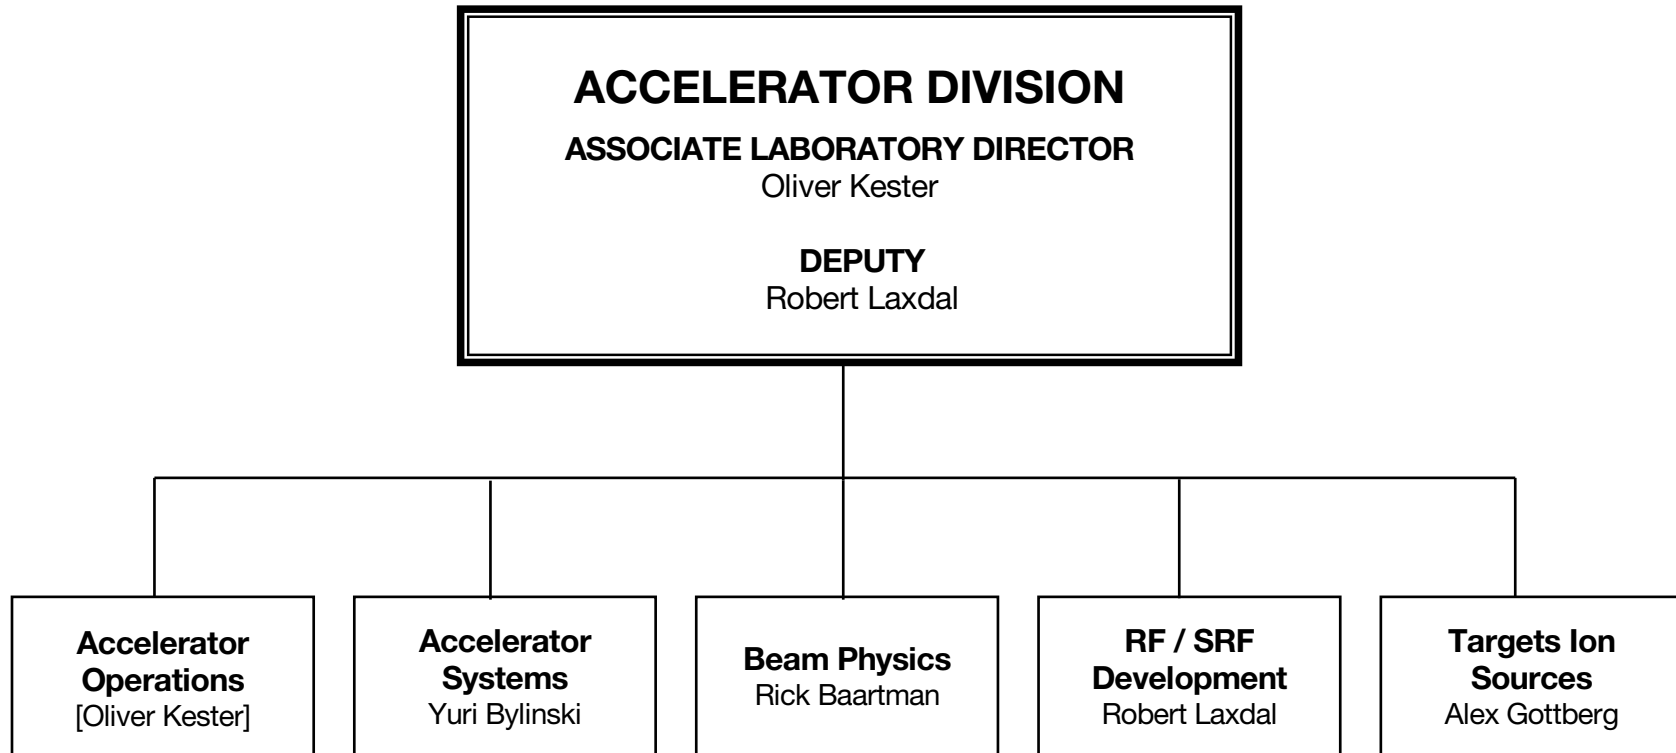 ACCELERATOR DIVISION
ASSOCIATE LABORATORY DIRECTOR
Oliver Kester
DEPUTY
Robert Laxdal
Accelerator
Operations
[Oliver Kester]
Accelerator
Systems
Yuri Bylinski
Beam Physics
Rick Baartman
RF / SRF
Development
Robert Laxdal
Targets Ion
Sources
Alex Gottberg